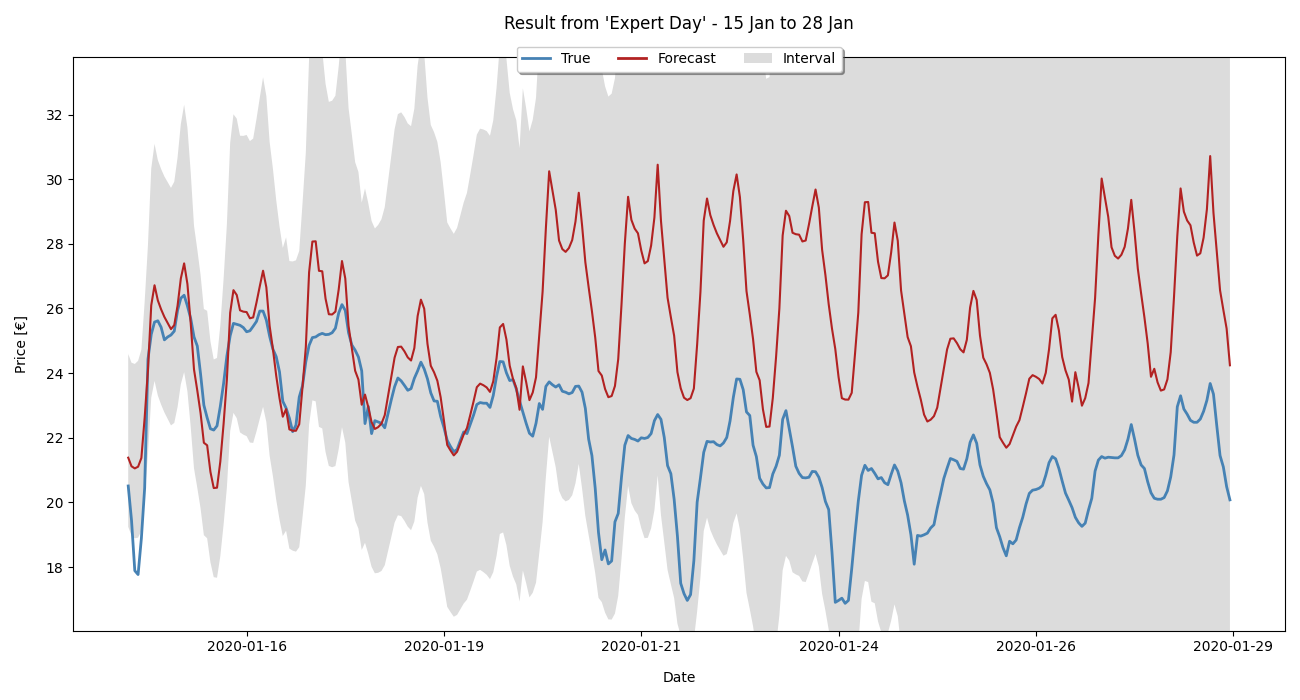 Result from 'Expert Day' - 15 Jan to 28 Jan
True Forecast Interval
Price [€]
32
30
28
26
24
22
20
18
2020-01-16 2020-01-19 2020-01-21 2020-01-24 2020-01-26 2020-01-29
Date